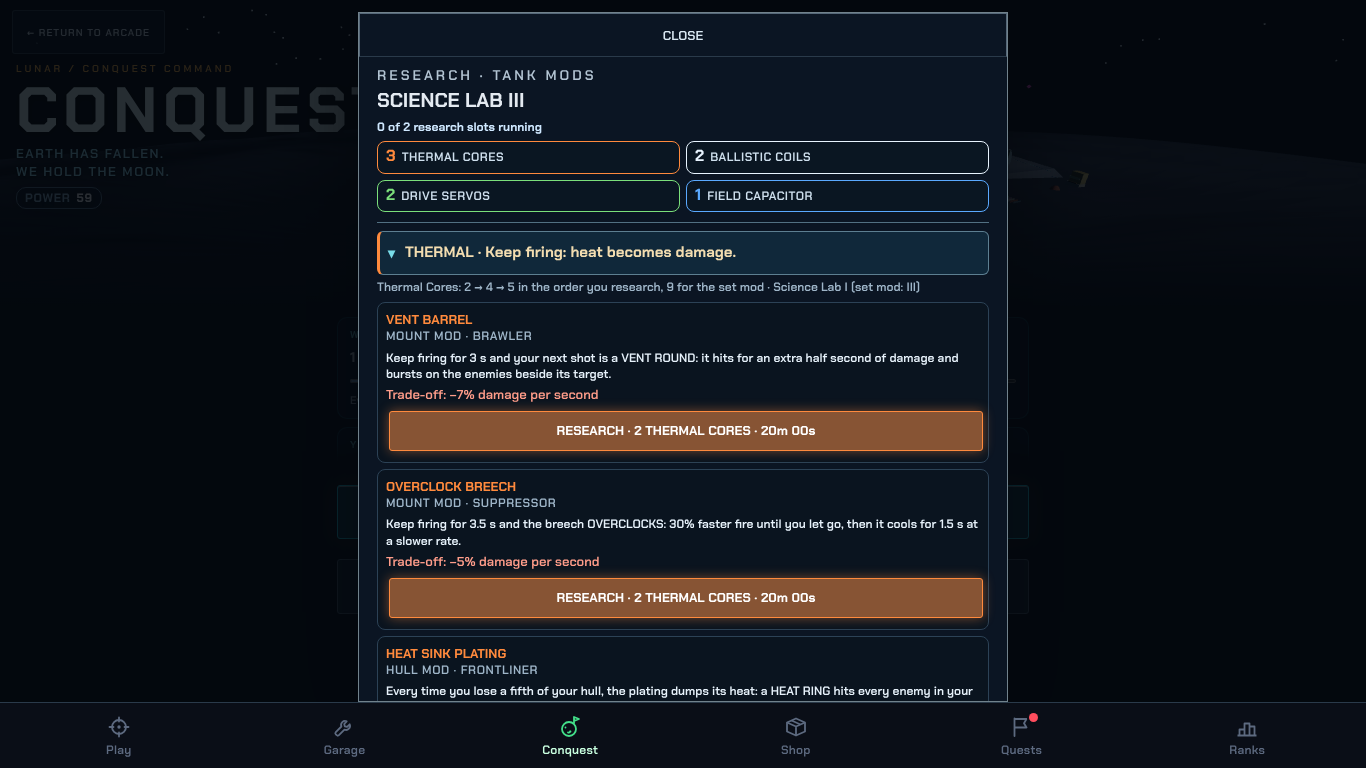 ← RETURN TO ARCADE
LUNAR / CONQUEST COMMAND
CONQUEST
EARTH HAS FALLEN.
WE HOLD THE MOON.
POWER 59
CLOSE
RESEARCH · TANK MODS
SCIENCE LAB III
0 of 2 research slots running
3 THERMAL CORES
2 BALLISTIC COILS
2 DRIVE SERVOS
1 FIELD CAPACITOR
▼ THERMAL · Keep firing: heat becomes damage.
Thermal Cores: 2 → 4 → 5 in the order you research, 9 for the set mod · Science Lab I (set mod: III)
VENT BARREL
MOUNT MOD · BRAWLER
Keep firing for 3 s and your next shot is a VENT ROUND: it hits for an extra half second of damage and
bursts on the enemies beside its target.
Trade-off: −7% damage per second
RESEARCH · 2 THERMAL CORES · 20m 00s
OVERCLOCK BREECH
MOUNT MOD · SUPPRESSOR
Keep firing for 3.5 s and the breech OVERCLOCKS: 30% faster fire until you let go, then it cools for 1.5 s at
a slower rate.
Trade-off: −5% damage per second
RESEARCH · 2 THERMAL CORES · 20m 00s
HEAT SINK PLATING
HULL MOD · FRONTLINER
Every time you lose a fifth of your hull, the plating dumps its heat: a HEAT RING hits every enemy in your
Play
Garage
Conquest
Shop
Quests
Ranks